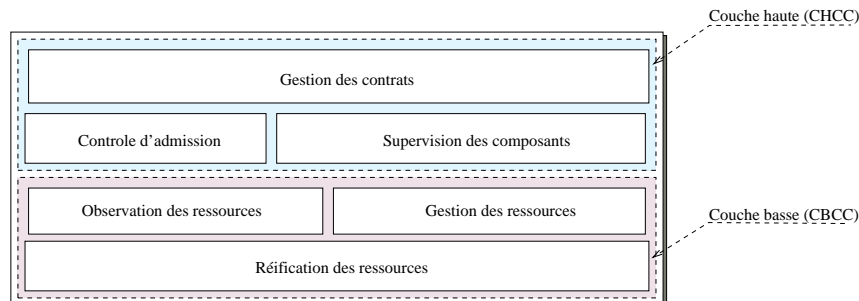 Couche haute (CHCC)
Gestion des contrats
Controle d'admission
Supervision des composants
Observation des ressources
Gestion des ressources
Couche basse (CBCC)
Réification des ressources